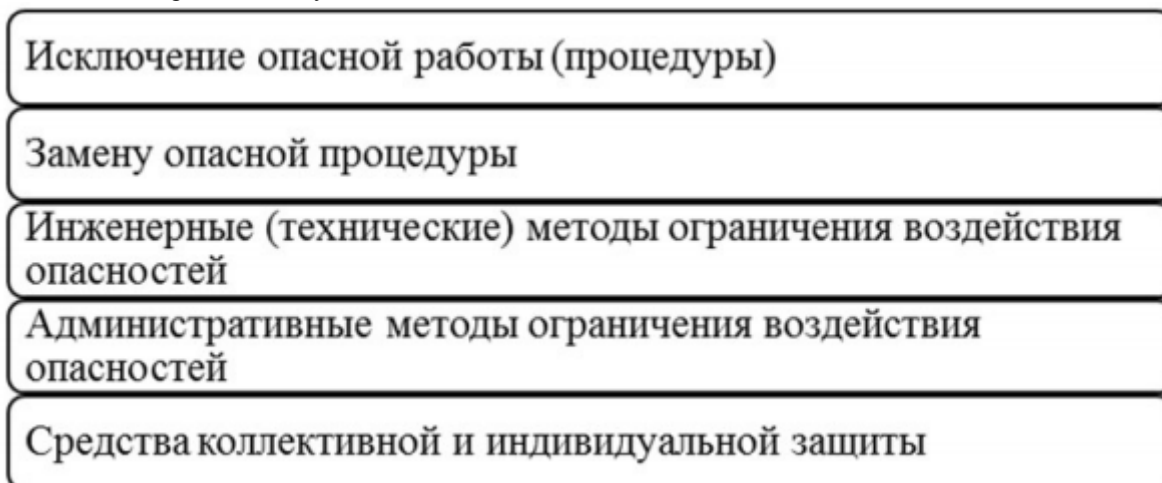 Исключение опасной работы (процедуры)
Замену опасной процедуры
Инженерные (технические) методы ограничения воздействия
опасностей
Административные методы ограничения воздействия
опасностей
Средства коллективной и индивидуальной защиты